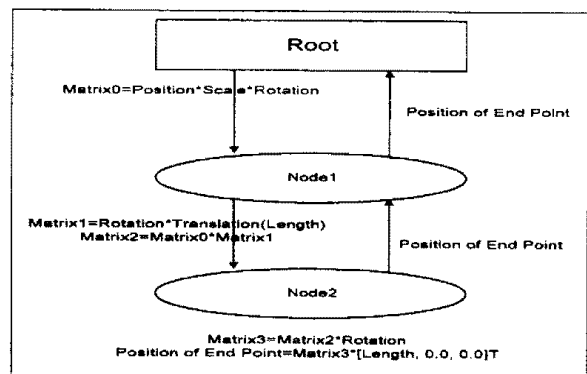 Root
Matrix0=Position*Scale*Rotation
Position of End Point
Node1
Matrix1=Rotation*Translation(Length)
Matrix2=Matrix0*Matrix1
Position of End Point
Node2
Matrix3=Matrix2*Rotation
Position of End Point=Matrix3*[Length, 0.0, 0.0}T